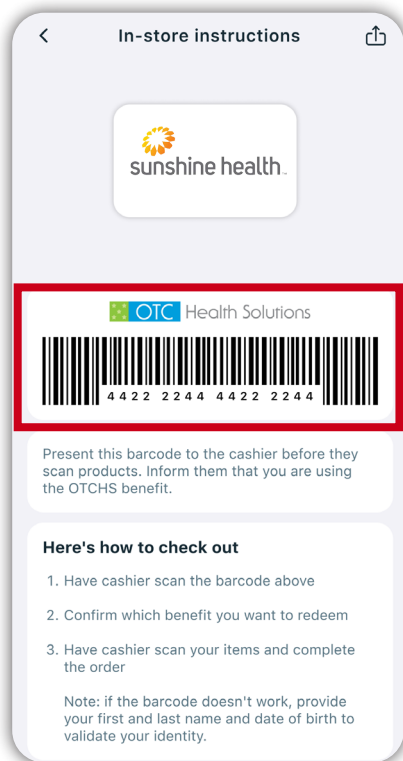 In-store instructions
sunshine health
OTC Health Solutions
4422 2244 4422 2244
Present this barcode to the cashier before they
scan products. Inform them that you are using
the OTCHS benefit.
Here's how to check out
1. Have cashier scan the barcode above
2. Confirm which benefit you want to redeem
3. Have cashier scan your items and complete
the order
Note: if the barcode doesn't work, provide
your first and last name and date of birth to
validate your identity.